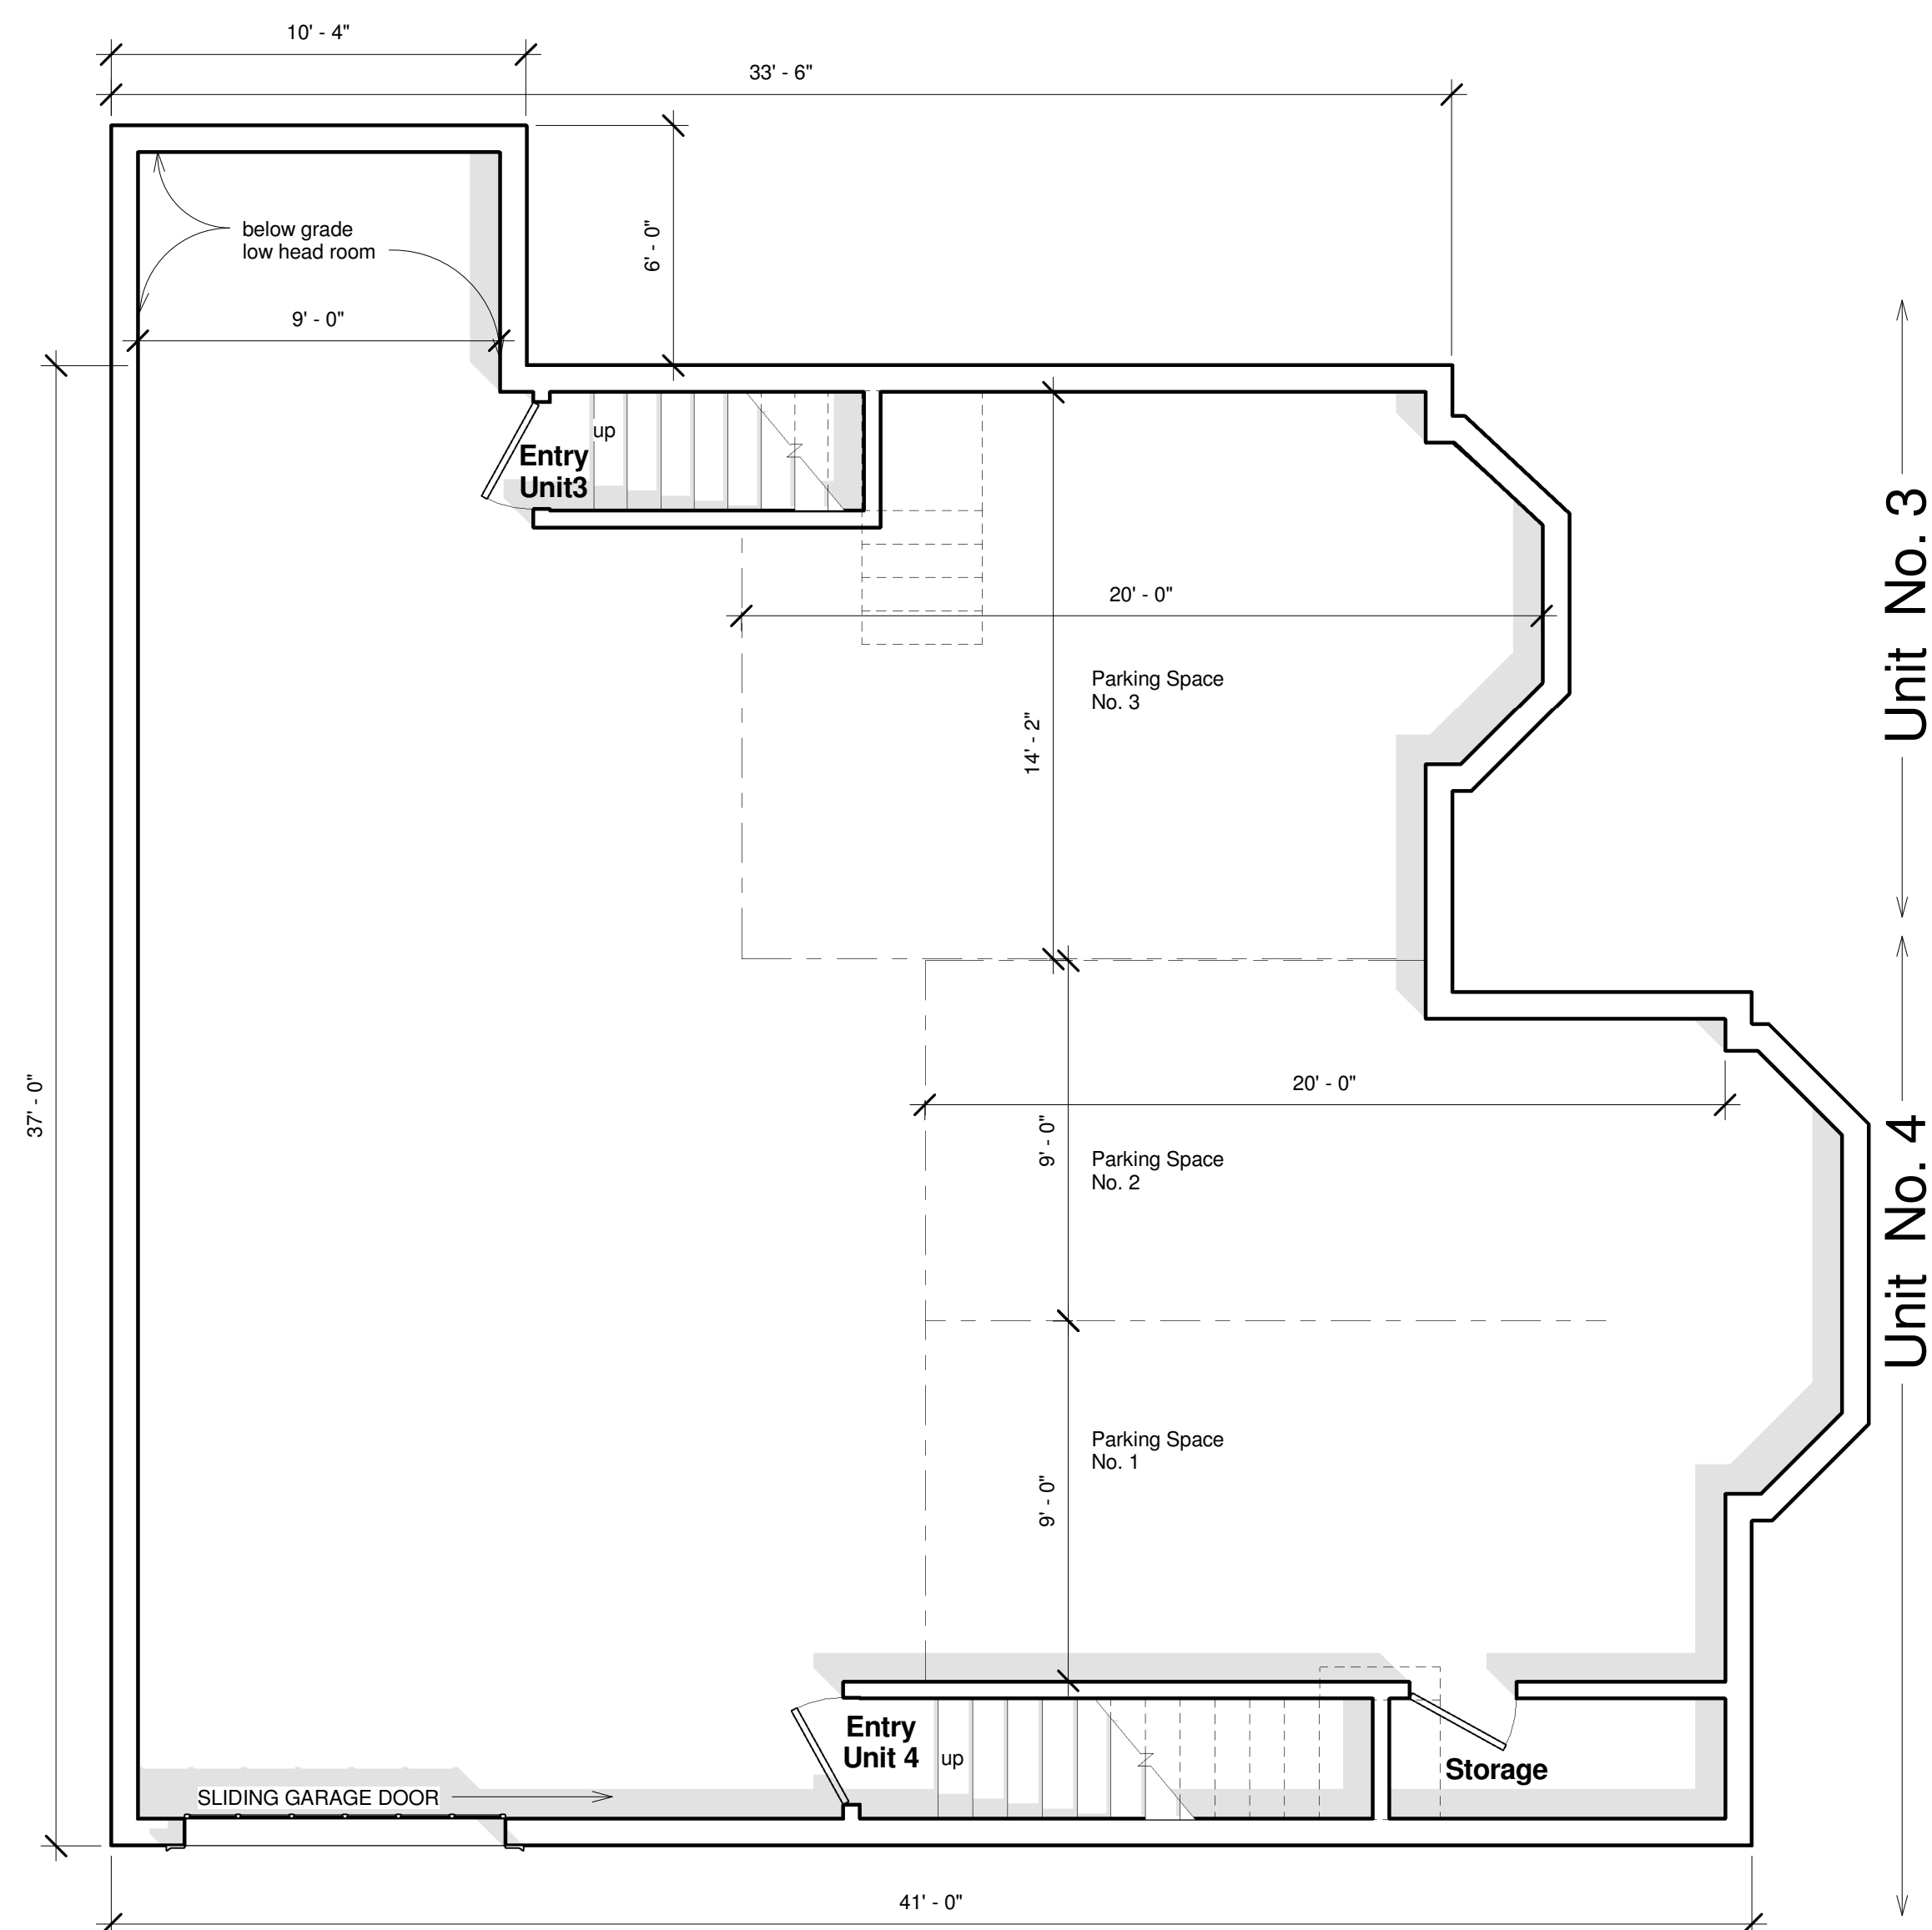 10' - 4"
33' - 6"
6' - 0"
below grade
low head room
9' - 0"
up
Entry
Unit3
20' - 0"
Parking Space
No. 3
14' - 2"
Unit No. 3
37' - 0"
20' - 0"
9' - 0"
Parking Space
No. 2
Unit No. 4
Parking Space
No. 1
9' - 0"
Entry
Unit 4
up
Storage
SLIDING GARAGE DOOR
41' - 0"